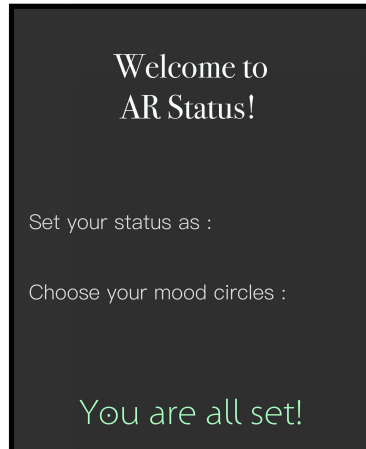 Welcome to
AR Status!
Set your status as :
Choose your mood circles :
You are all set!